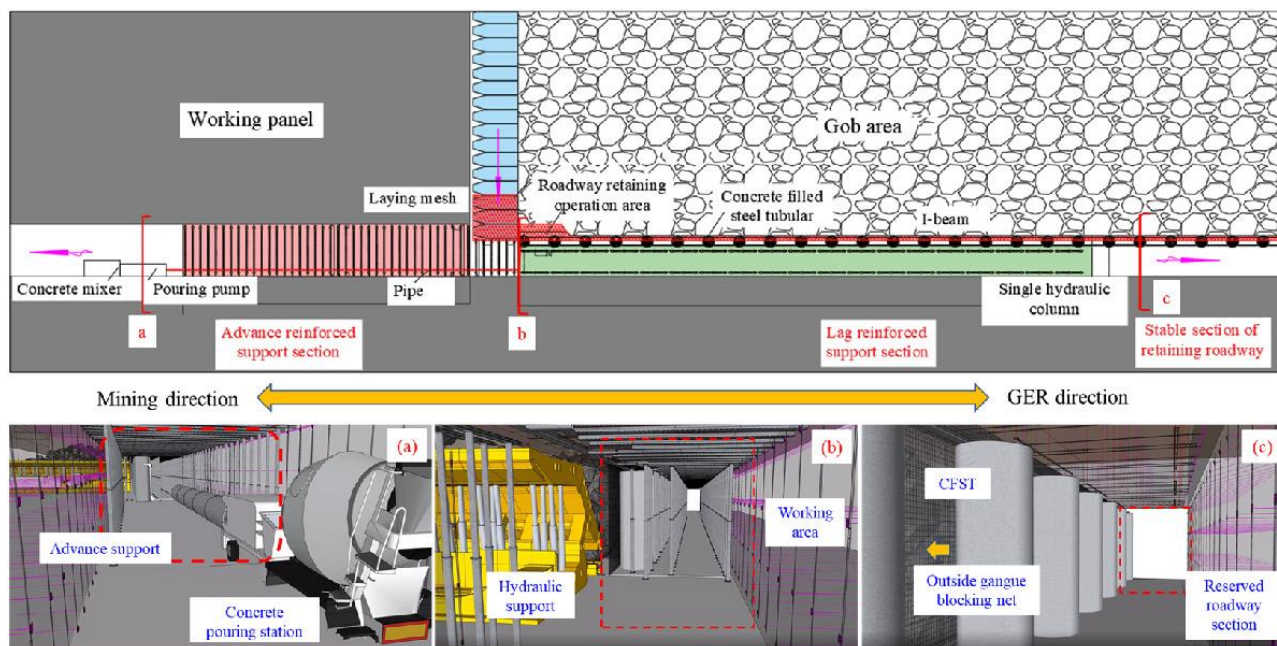 Working panel
Gob area
Laying mesh
Roadway retaining
operation area
Concrete filled
steel tubular
I-beam
Concrete mixer
Pouring pump
Pipe
Single hydraulic
column
a
b
c
Advance reinforced
support section
Lag reinforced
support section
Stable section of
retaining roadway
Mining direction
GER direction
(a)
Advance support
Concrete
pouring station
(b)
Working
area
Hydraulic
support
(c)
CFST
Outside gangue
blocking net
Reserved
roadway
section